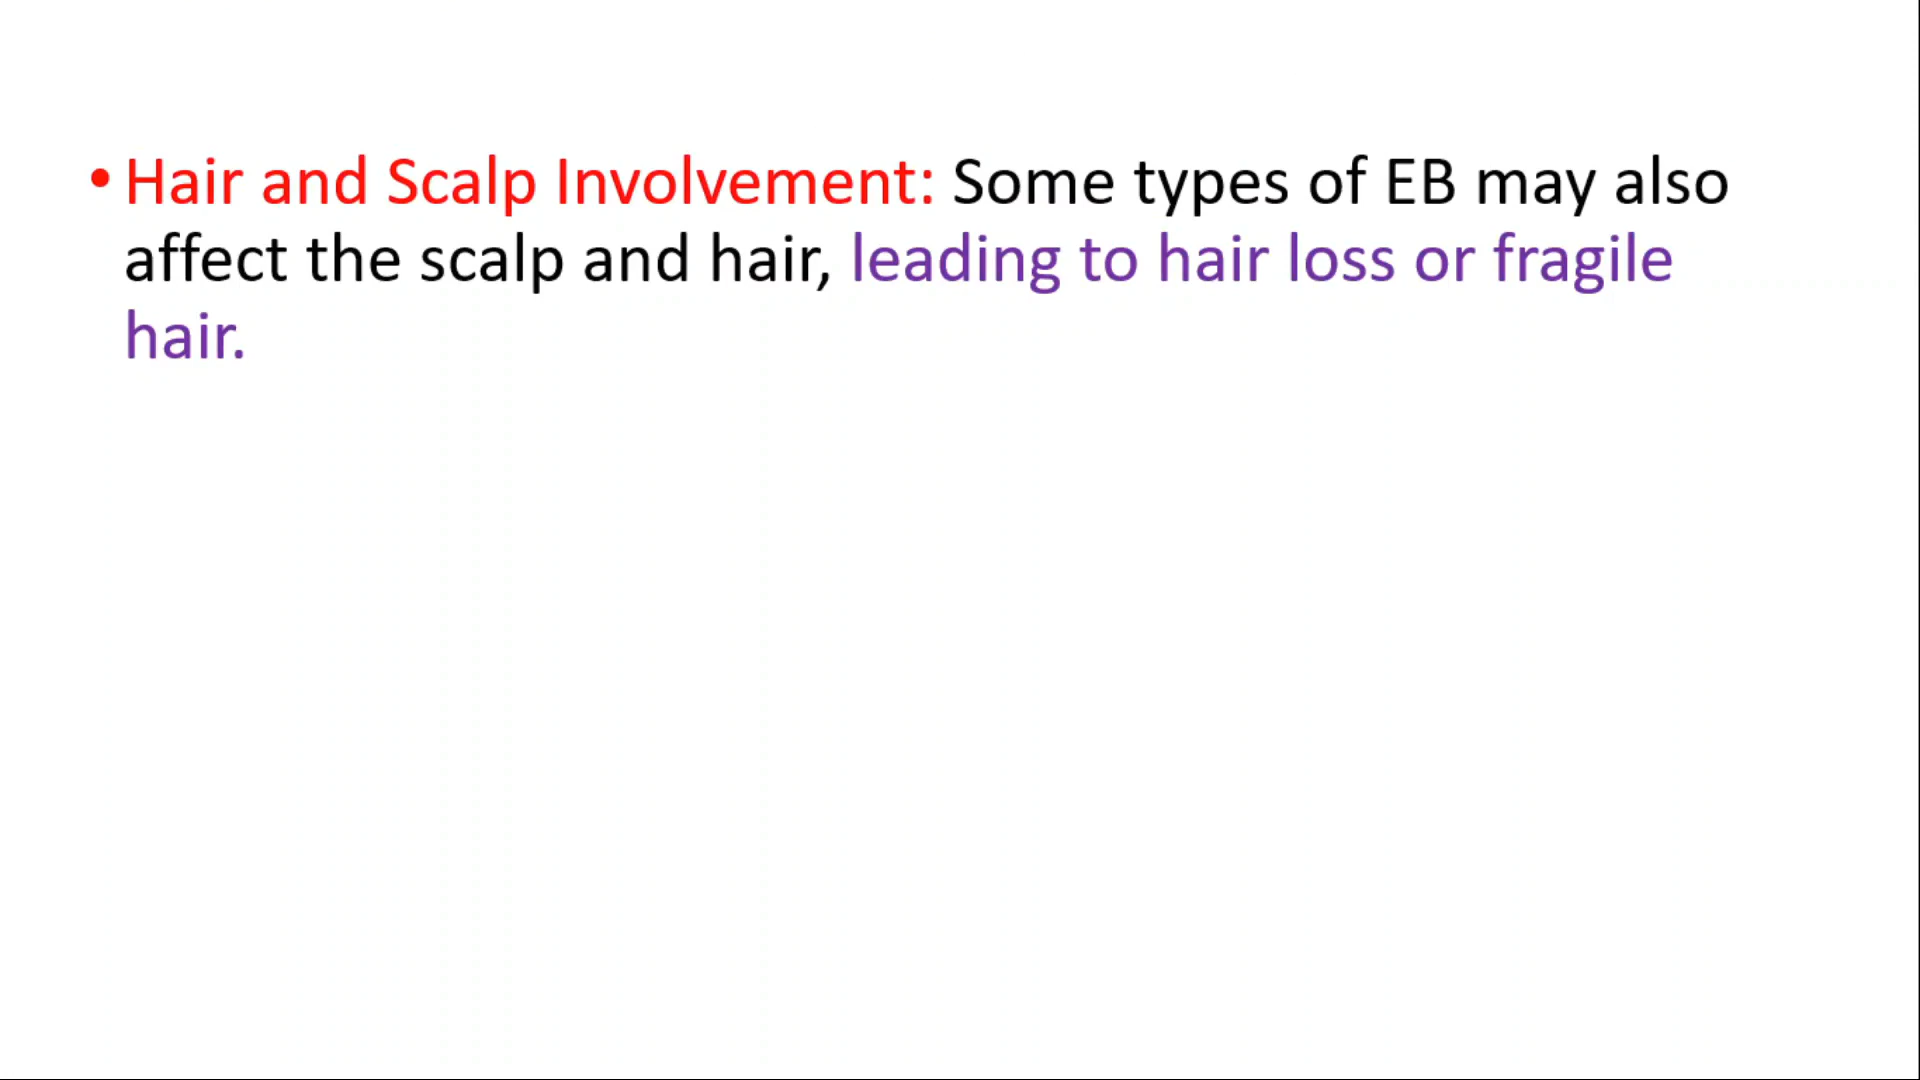 • Hair and Scalp Involvement: Some types of EB may also
affect the scalp and hair, leading to hair loss or fragile
hair.